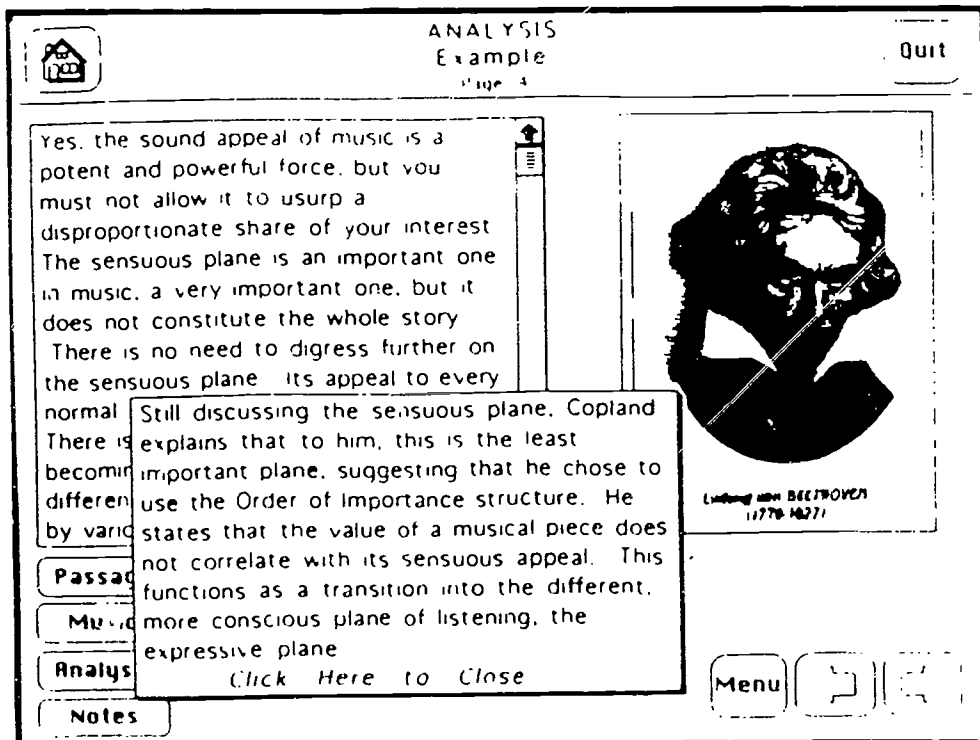 ANALYSIS
Example
Page 4
Quit
Yes, the sound appeal of music is a
potent and powerful force, but you
must not allow it to usurp a
disproportionate share of your interest
The sensuous plane is an important one
in music, a very important one, but it
does not constitute the whole story
There is no need to digress further on
the sensuous plane Its appeal to every
normal
There is
becomin
differen
by vario
Still discussing the sensuous plane, Copland
explains that to him, this is the least
important plane, suggesting that he chose to
use the Order of Importance structure. He
states that the value of a musical piece does
not correlate with its sensuous appeal. This
functions as a transition into the different,
more conscious plane of listening, the
expressive plane
Click Here to Close
Ludwig van BEETHOVEN
(1770-1827)
Passag
Music
Analys
Notes
Menu